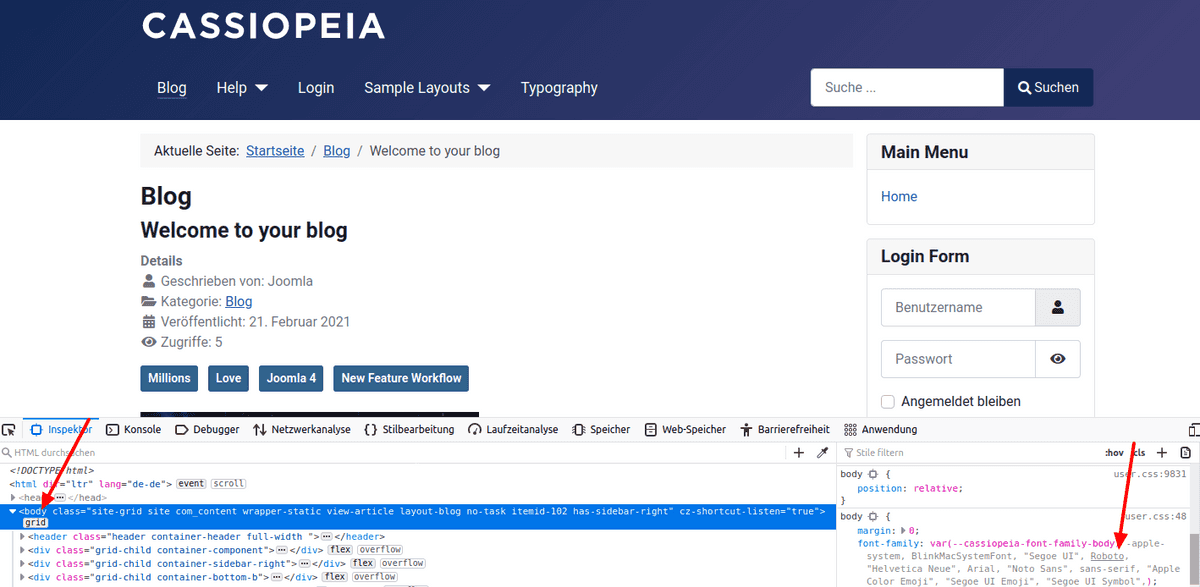 CASSIOPEIA
Blog Help Login Sample Layouts Typography
Suche ... Suchen
Aktuelle Seite: Startseite / Blog / Welcome to your blog
Main Menu
Home
Blog
Welcome to your blog
Details
Geschrieben von: Joomla
Kategorie: Blog
Veröffentlicht: 21. Februar 2021
Zugriffe: 5
Millions Love Joomla 4 New Feature Workflow
Login Form
Benutzername
Passwort
Angemeldet bleiben
Inspektor Konsole Debugger Netzwerkanalyse Stilbearbeitung Laufzeitanalyse Speicher Web-Speicher Barrierefreiheit Anwendung
HTML durchsuchen
<!DOCTYPE html>
<html dir="ltr" lang="de-de"> event scroll
<head> </head>
<body class="site-grid site com_content wrapper-static view-article layout-blog no-task itemid-102 has-sidebar-right" cz-shortcut-listen="true">
grid
<header class="header container-header full-width "> </header>
<div class="grid-child container-component"> </div> flex overflow
<div class="grid-child container-sidebar-right"> </div> flex overflow
<div class="grid-child container-bottom-b"> </div> flex overflow
Stile filtern
:hov .cls
body { user.css:9831
position: relative;
}
body { user.css:48
margin: 0;
font-family: var(--cassiopeia-font-family-body, -apple-
system, BlinkMacSystemFont, "Segoe UI", Roboto,
"Helvetica Neue", Arial, "Noto Sans", sans-serif, "Apple
Color Emoji", "Segoe UI Emoji", "Segoe UI Symbol",);